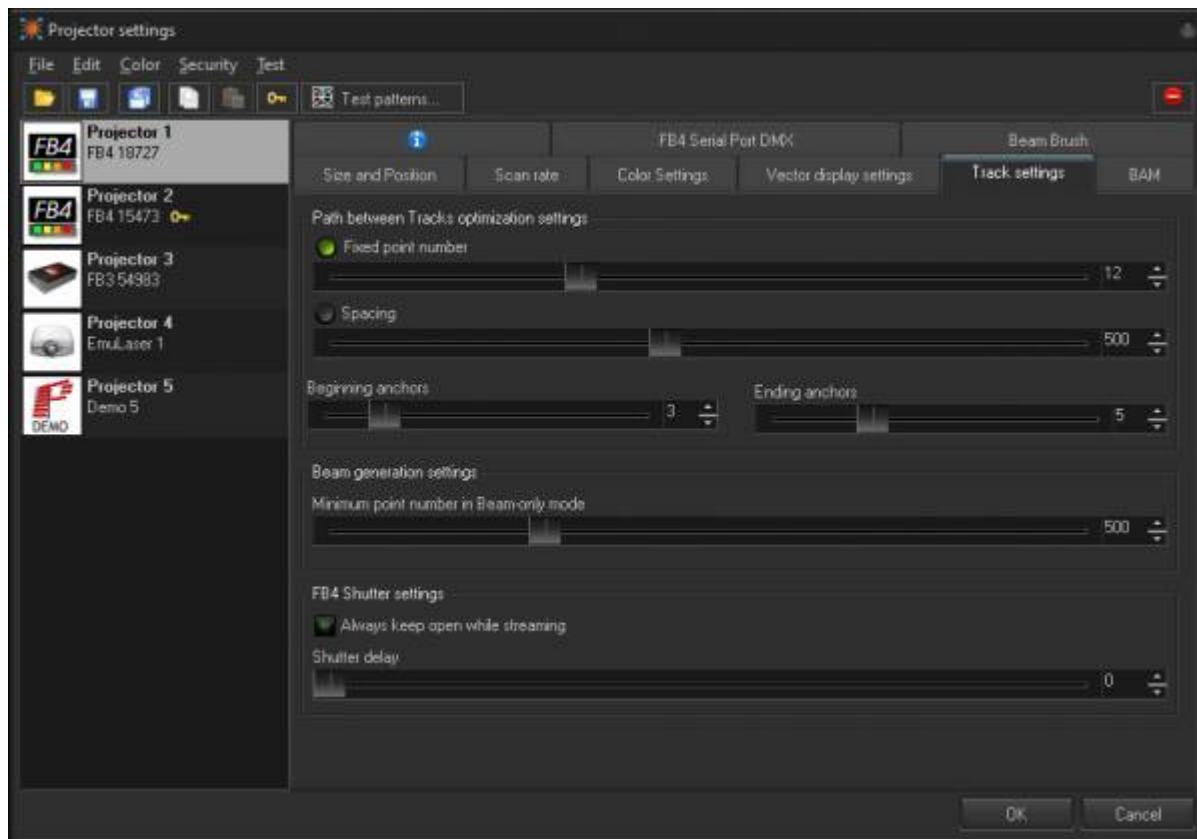 Projector settings
File Edit Color Security Test
Test patterns...
FB4 Projector 1
FB4 18727
FB4 Projector 2
FB4 15473
Projector 3
FB3 54983
Projector 4
EmuLaser 1
Projector 5
Demo 5
DEMO
FB4 Serial Port DMX Beam Brush
Size and Position Scan rate Color Settings Vector display settings Track settings BAM
Path between Tracks optimization settings
Fixed point number
12
Spacing
500
Beginning anchors Ending anchors
3 5
Beam generation settings
Minimum point number in Beam-only mode
500
FB4 Shutter settings
Always keep open while streaming
Shutter delay
0
OK Cancel